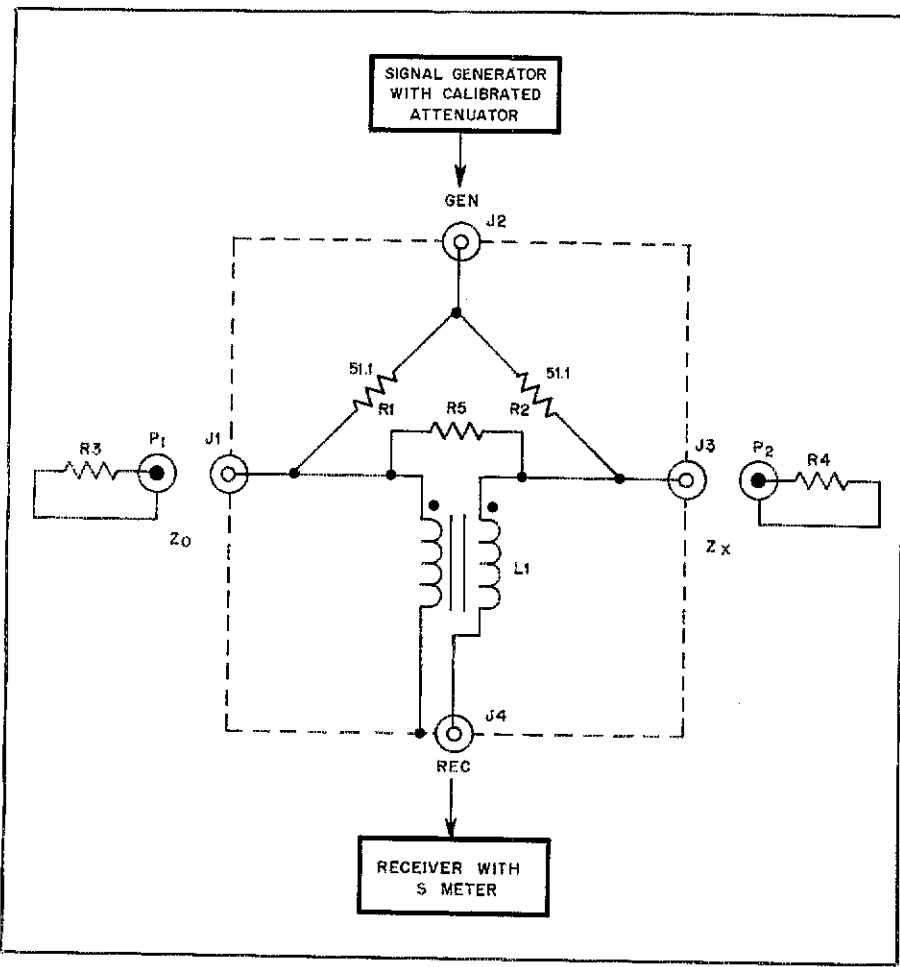 SIGNAL GENERATOR
WITH CALIBRATED
ATTENUATOR
GEN
J2
51.1
R1
51.1
R2
R5
R3
P1
J1
J3
P2
R4
Z0
ZX
L1
J4
REC
RECEIVER WITH
S METER